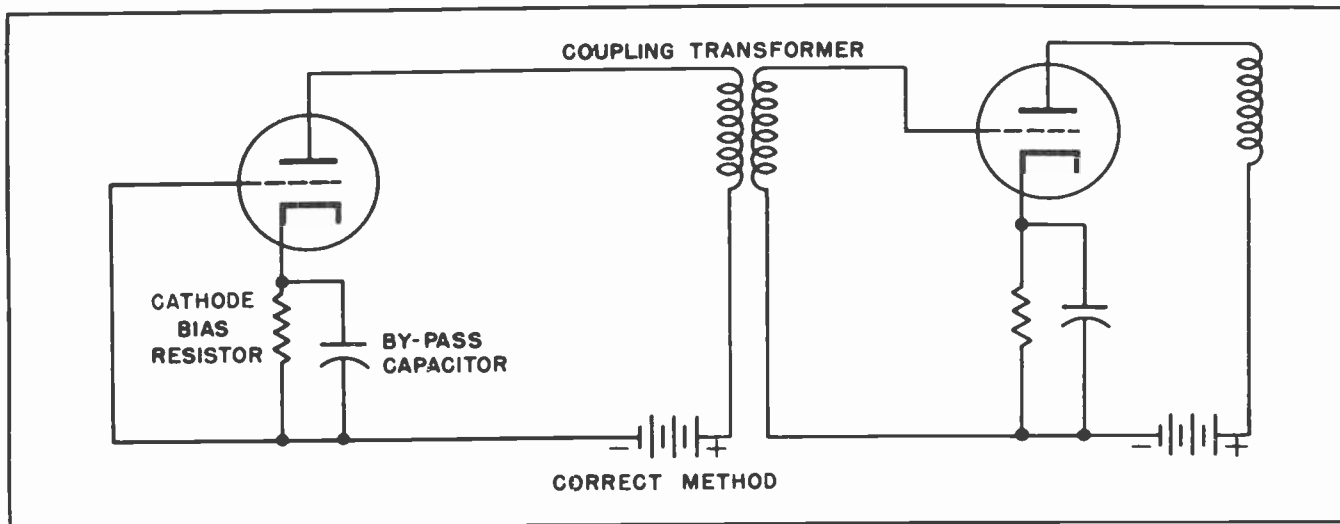 COUPLING TRANSFORMER
CATHODE
BIAS
RESISTOR
BY-PASS
CAPACITOR
- +
- +
CORRECT METHOD